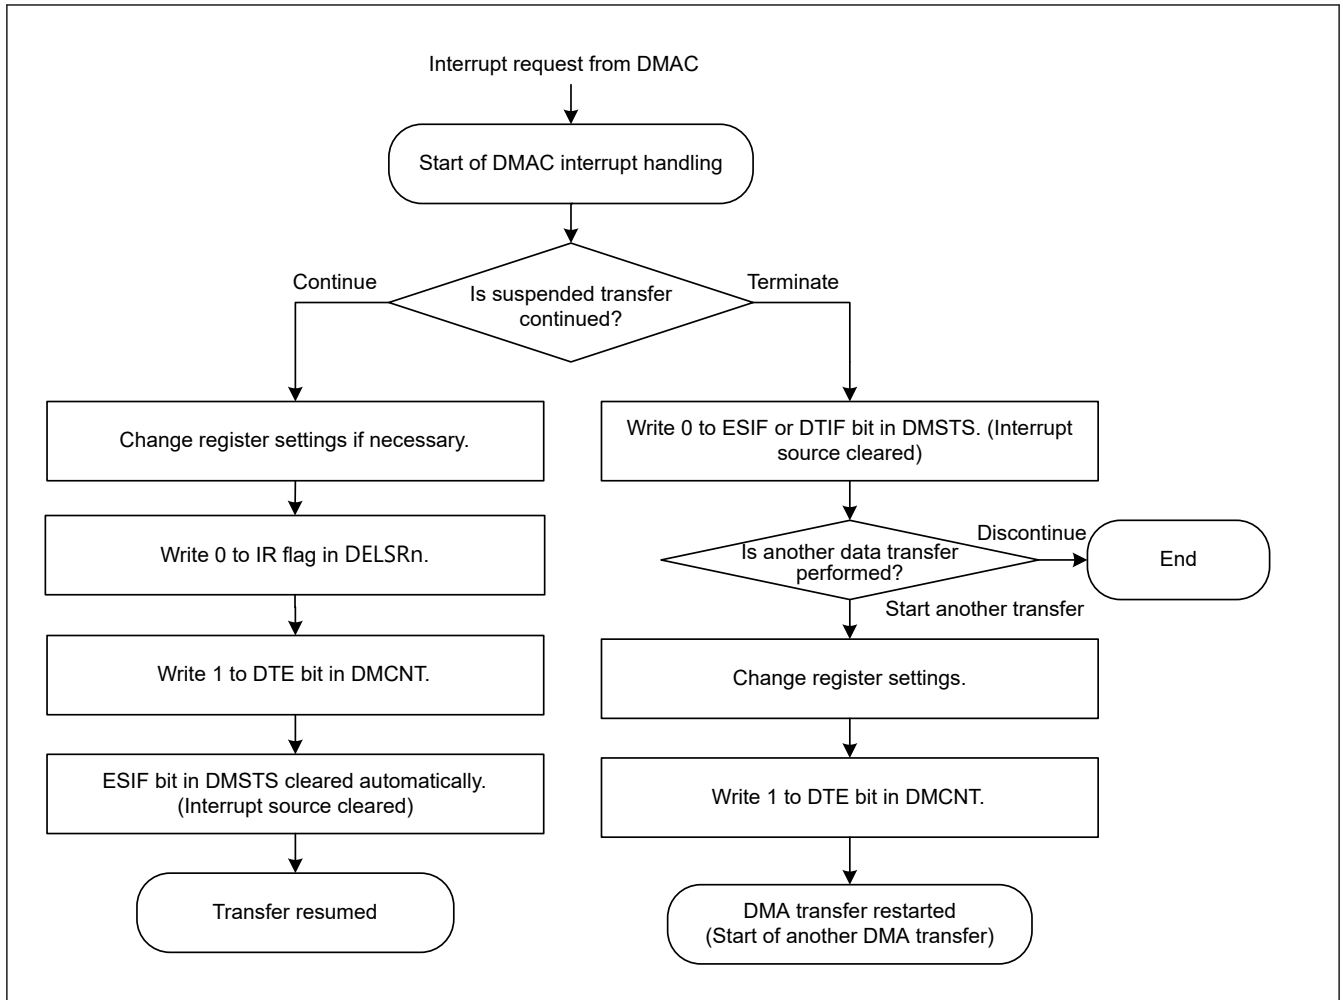 Interrupt request from DMAC
Start of DMAC interrupt handling
Is suspended transfer
continued?
Continue
Terminate
Change register settings if necessary.
Write 0 to IR flag in DELSRn.
Write 1 to DTE bit in DMCNT.
ESIF bit in DMSTS cleared automatically.
(Interrupt source cleared)
Transfer resumed
Write 0 to ESIF or DTIF bit in DMSTS. (Interrupt
source cleared)
Is another data transfer
performed?
Discontinue
End
Start another transfer
Change register settings.
Write 1 to DTE bit in DMCNT.
DMA transfer restarted
(Start of another DMA transfer)